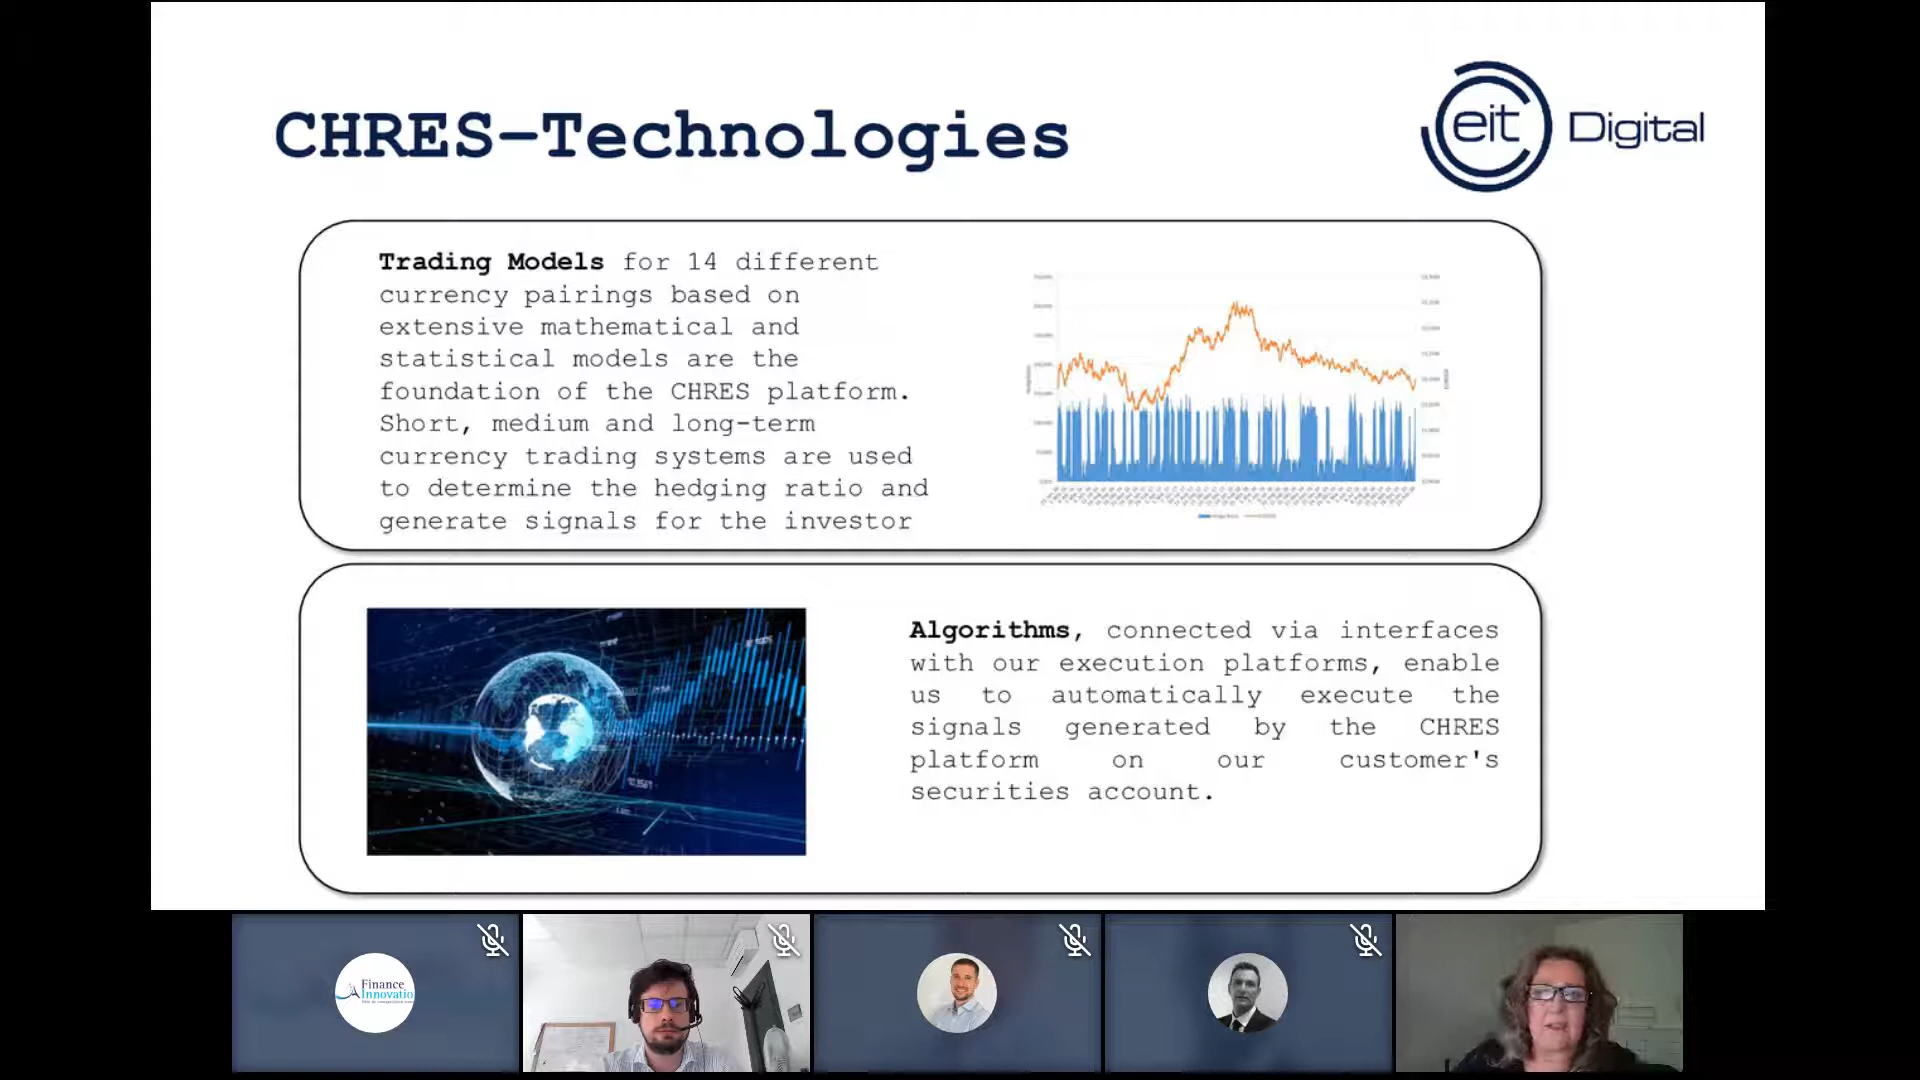 CHRES-Technologies
eit Digital
Trading Models for 14 different
currency pairings based on
extensive mathematical and
statistical models are the
foundation of the CHRES platform.
Short, medium and long-term
currency trading systems are used
to determine the hedging ratio and
generate signals for the investor
Algorithms, connected via interfaces
with our execution platforms, enable
us to automatically execute the
signals generated by the CHRES
platform on our customer's
securities account.
Finance
Innovatio